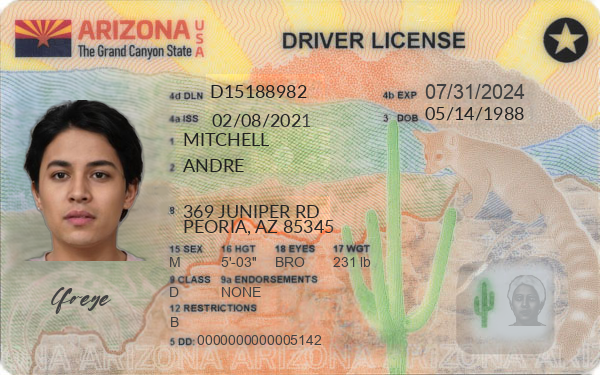 ARIZONA USA
The Grand Canyon State
DRIVER LICENSE
4d DLN D15188982
4b EXP 07/31/2024
4a ISS 02/08/2021
3 DOB 05/14/1988
1 MITCHELL
2 ANDRE
8 369 JUNIPER RD
PEORIA, AZ 85345
15 SEX 16 HGT 18 EYES 17 WGT
M 5'-03" BRO 231 lb
9 CLASS 9a ENDORSEMENTS
D NONE
12 RESTRICTIONS
B
5 DD: 0000000000005142
Freye
ARIZONA ARIZONA ARIZONA ARIZONA